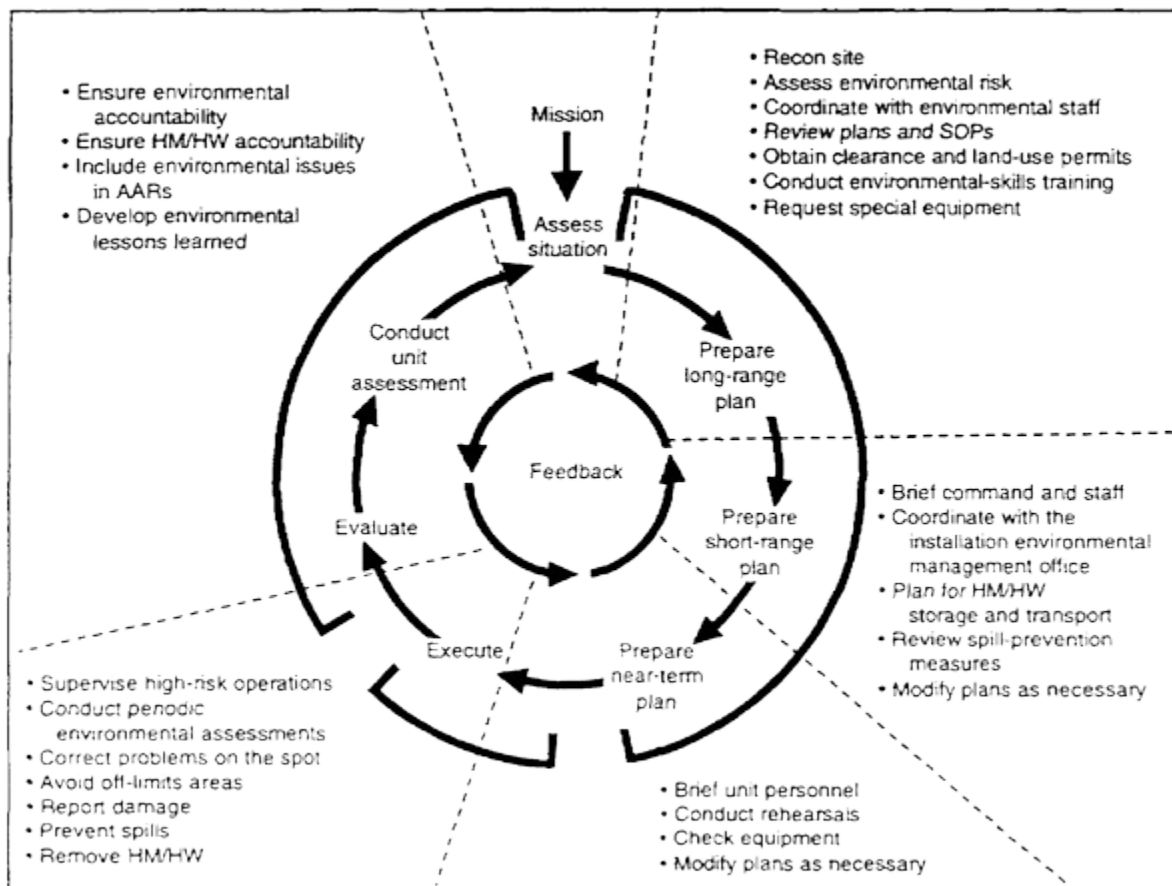 • Ensure environmental
accountability
• Ensure HM/HW accountability
• Include environmental issues
in AARs
• Develop environmental
lessons learned
Mission
• Recon site
• Assess environmental risk
• Coordinate with environmental staff
• Review plans and SOPs
• Obtain clearance and land-use permits
• Conduct environmental-skills training
• Request special equipment
Assess
situation
Conduct
unit
assessment
Prepare
long-range
plan
Feedback
Evaluate
Prepare
short-range
plan
• Brief command and staff
• Coordinate with the
installation environmental
management office
• Plan for HM/HW
storage and transport
• Review spill-prevention
measures
• Modify plans as necessary
Execute
Prepare
near-term
plan
• Supervise high-risk operations
• Conduct periodic
environmental assessments
• Correct problems on the spot
• Avoid off-limits areas
• Report damage
• Prevent spills
• Remove HM/HW
• Brief unit personnel
• Conduct rehearsals
• Check equipment
• Modify plans as necessary